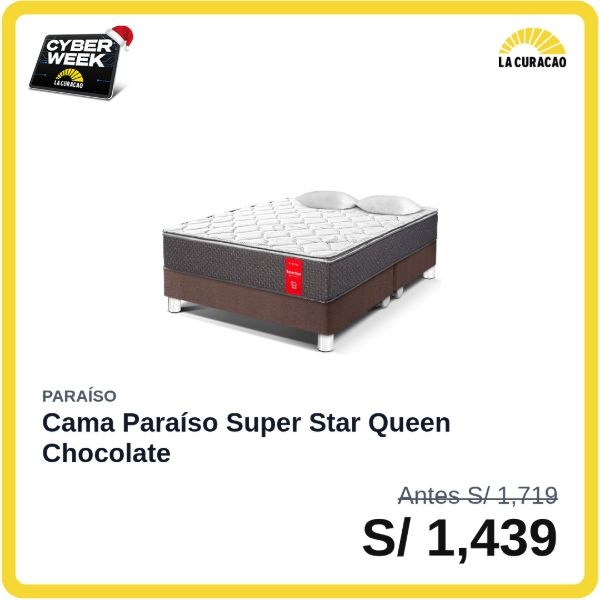 CYBER
WEEK
LA CURACAO
LA CURACAO
PARAÍSO
Cama Paraíso Super Star Queen
Chocolate
Antes S/ 1,719
S/ 1,439